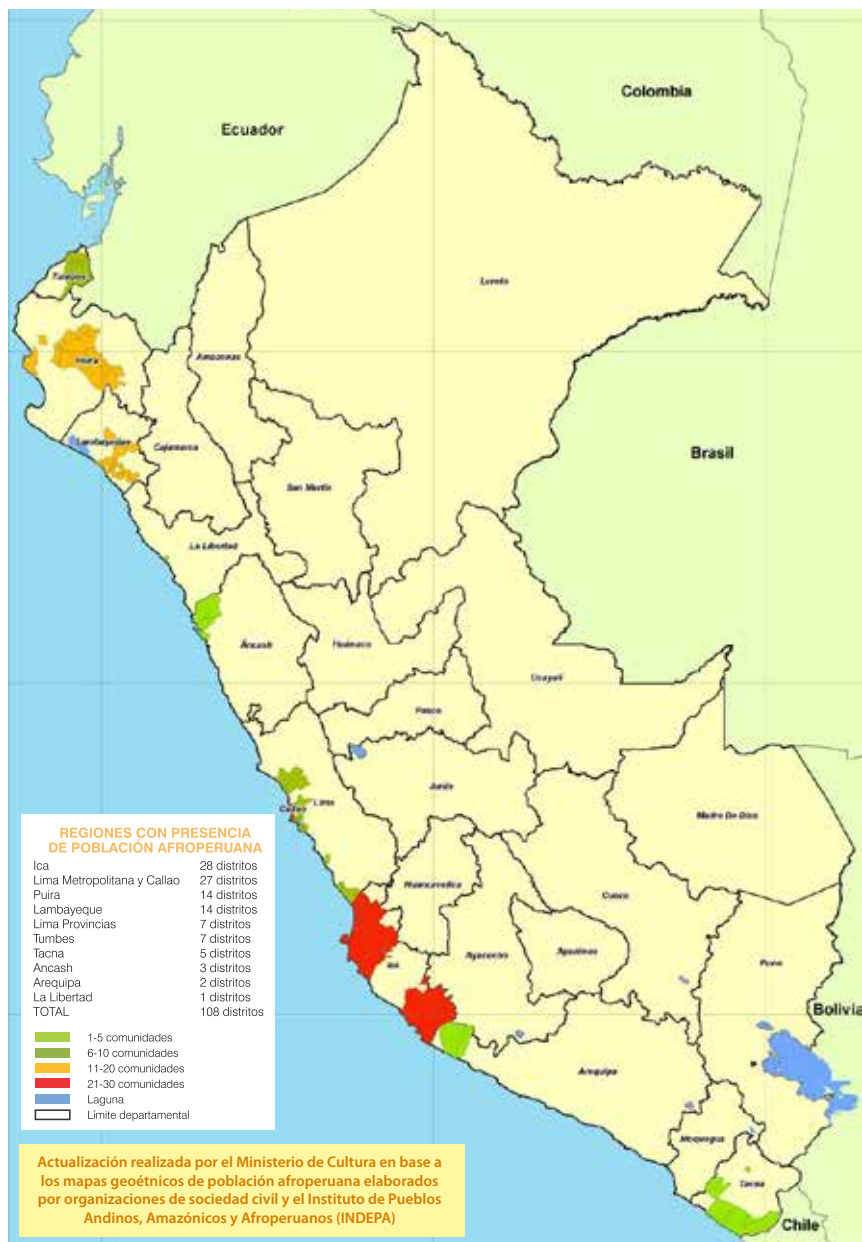 Colombia
Ecuador
Tumbes
Loreto
Piura
Amazonas
Lambayeque
Cajamarca
Brasil
San Martín
La Libertad
Áncash
Huánuco
Ucayali
Pasco
Junín
Callao
Lima
Madre De Dios
Huancavelica
Cusco
Ayacucho
Apurímac
Ica
Puno
Bolivia
Arequipa
Moquegua
Tacna
Chile
REGIONES CON PRESENCIA
DE POBLACIÓN AFROPERUANA
Ica 28 distritos
Lima Metropolitana y Callao 27 distritos
Puira 14 distritos
Lambayeque 14 distritos
Lima Provincias 7 distritos
Tumbes 7 distritos
Tacna 5 distritos
Ancash 3 distritos
Arequipa 2 distritos
La Libertad 1 distritos
TOTAL 108 distritos
1-5 comunidades
6-10 comunidades
11-20 comunidades
21-30 comunidades
Laguna
Límite departamental
Actualización realizada por el Ministerio de Cultura en base a
los mapas geoétnicos de población afroperuana elaborados
por organizaciones de sociedad civil y el Instituto de Pueblos
Andinos, Amazónicos y Afroperuanos (INDEPA)